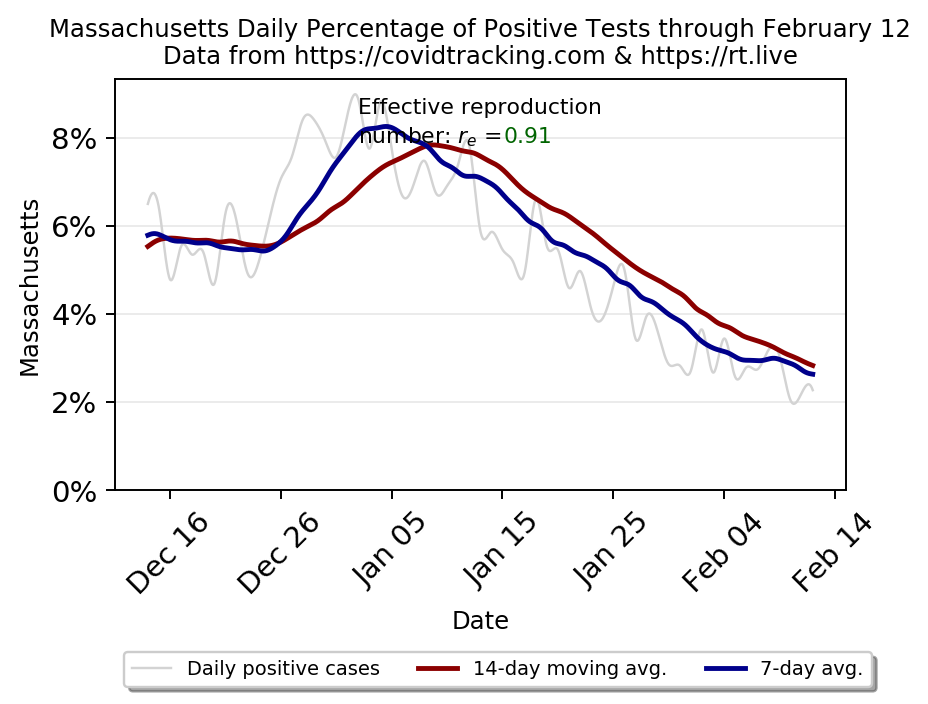 Massachusetts Daily Percentage of Positive Tests through February 12
Data from https://covidtracking.com & https://rt.live
Effective reproduction
number: rₑ =0.91
8%
6%
4%
2%
0%
Massachusetts
Dec 16
Dec 26
Jan 05
Jan 15
Jan 25
Feb 04
Feb 14
Date
Daily positive cases
14-day moving avg.
7-day avg.